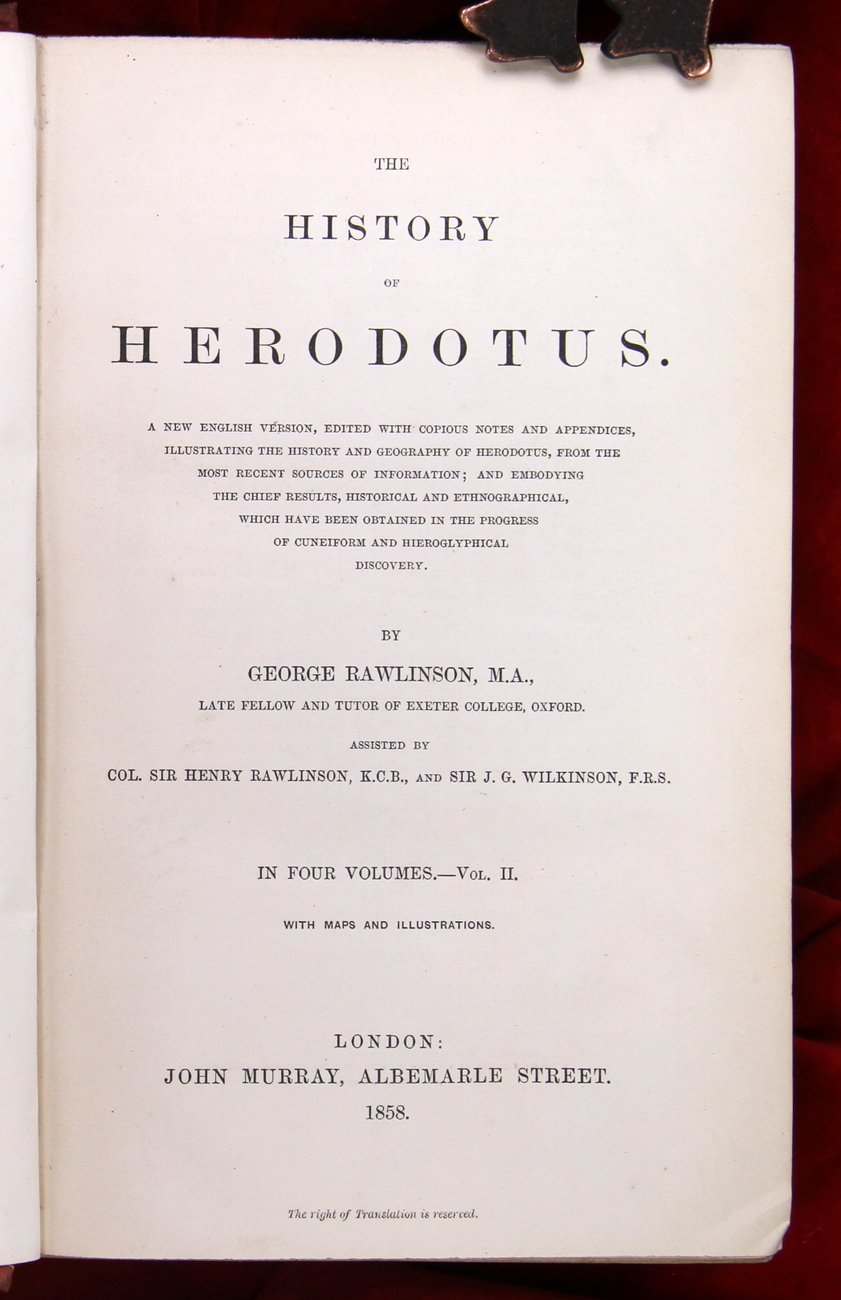 THE
HISTORY
OF
HERODOTUS.
A NEW ENGLISH VERSION, EDITED WITH COPIOUS NOTES AND APPENDICES,
ILLUSTRATING THE HISTORY AND GEOGRAPHY OF HERODOTUS, FROM THE
MOST RECENT SOURCES OF INFORMATION; AND EMBODYING
THE CHIEF RESULTS, HISTORICAL AND ETHNOGRAPHICAL,
WHICH HAVE BEEN OBTAINED IN THE PROGRESS
OF CUNEIFORM AND HIEROGLYPHICAL
DISCOVERY.
BY
GEORGE RAWLINSON, M.A.,
LATE FELLOW AND TUTOR OF EXETER COLLEGE, OXFORD.
ASSISTED BY
COL. SIR HENRY RAWLINSON, K.C.B., AND SIR J. G. WILKINSON, F.R.S.
IN FOUR VOLUMES.—VOL. II.
WITH MAPS AND ILLUSTRATIONS.
LONDON:
JOHN MURRAY, ALBEMARLE STREET.
1858.
The right of Translation is reserved.